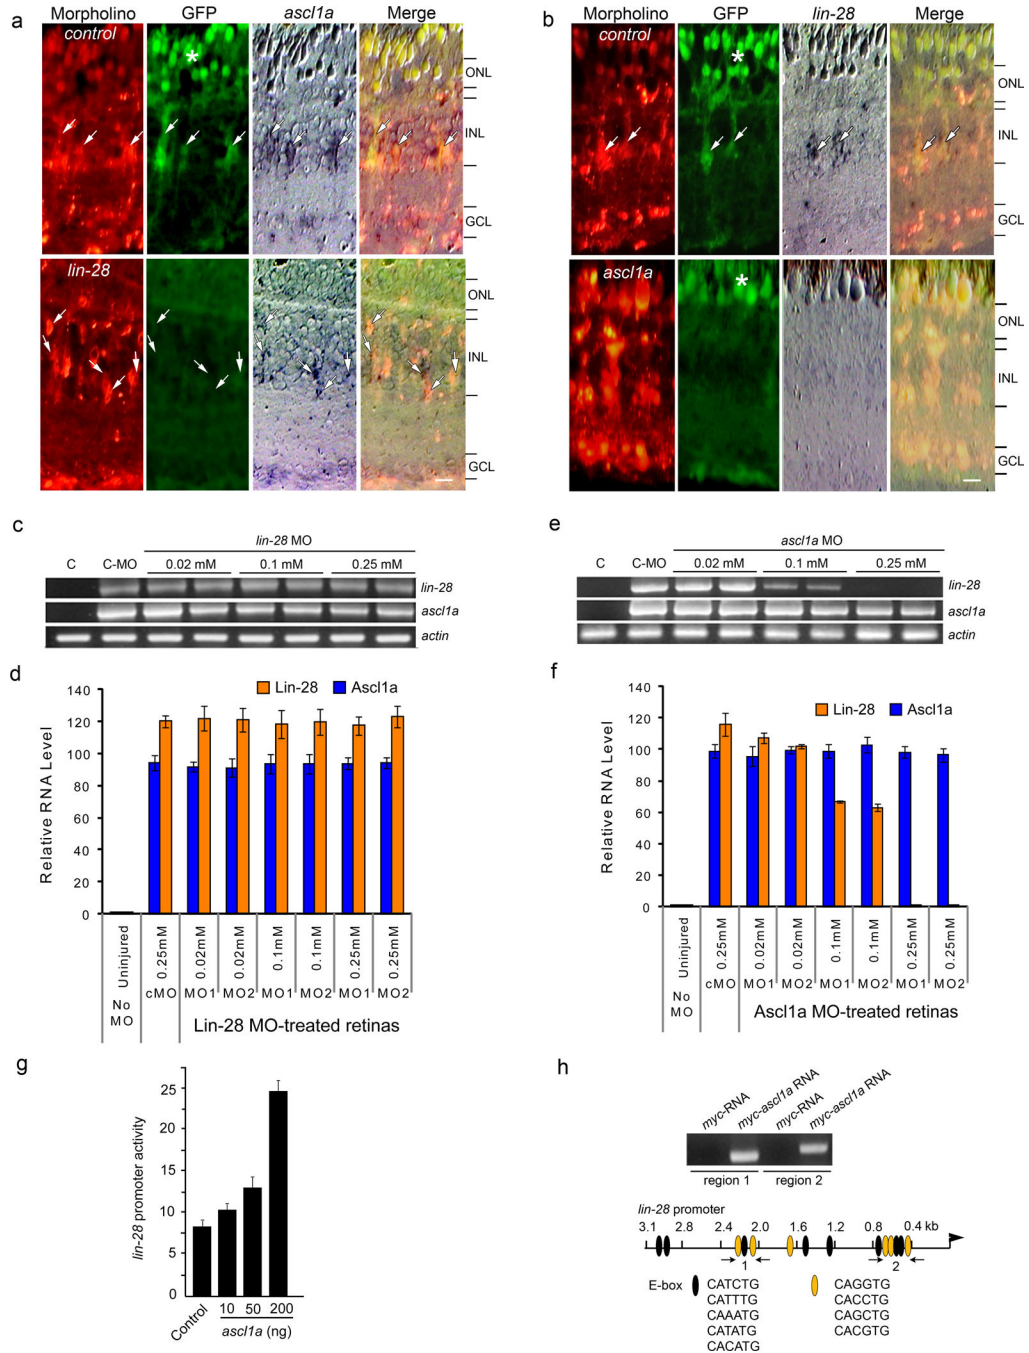 a
Morpholino GFP ascl1a Merge
control
*
ONL
INL
GCL
lin-28
ONL
INL
GCL
b
Morpholino GFP lin-28 Merge
control
*
ONL
INL
GCL
ascl1a
*
ONL
INL
GCL
c
lin-28 MO
C C-MO 0.02 mM 0.1 mM 0.25 mM
lin-28
ascl1a
actin
e
ascl1a MO
C C-MO 0.02 mM 0.1 mM 0.25 mM
lin-28
ascl1a
actin
d
Lin-28 Ascl1a
Relative RNA Level
140
120
100
80
60
40
20
0
Uninjured 0.25mM 0.02mM 0.02mM 0.1mM 0.1mM 0.25mM 0.25mM
No MO cMO MO1 MO2 MO1 MO2 MO1 MO2
Lin-28 MO-treated retinas
f
Lin-28 Ascl1a
Relative RNA Level
140
120
100
80
60
40
20
0
Uninjured 0.25mM 0.02mM 0.02mM 0.1mM 0.1mM 0.25mM 0.25mM
No MO cMO MO1 MO2 MO1 MO2 MO1 MO2
Ascl1a MO-treated retinas
g
lin-28 promoter activity
25
20
15
10
5
0
Control 10 50 200
ascl1a (ng)
h
myc-RNA myc-ascl1a RNA myc-RNA myc-ascl1a RNA
region 1 region 2
lin-28 promoter
3.1 2.8 2.4 2.0 1.6 1.2 0.8 0.4 kb
1 2
E-box CATCTG CAGGTG
CATTTG CACCTG
CAAATG CAGCTG
CATATG CACGTG
CACATG